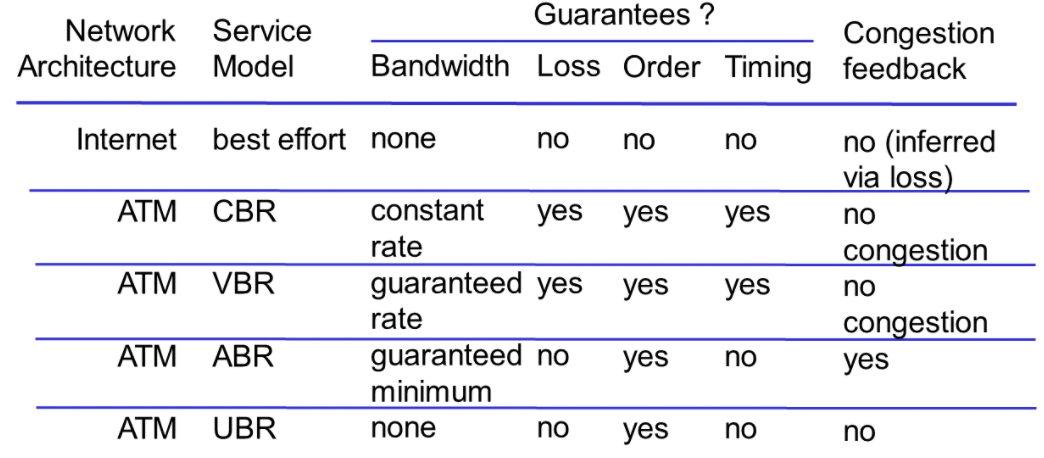 Guarantees ?
Network Service Congestion
Architecture Model Bandwidth Loss Order Timing feedback
Internet best effort none no no no no (inferred
via loss)
ATM CBR constant yes yes yes no
rate congestion
ATM VBR guaranteed yes yes yes no
rate congestion
ATM ABR guaranteed no yes no yes
minimum
ATM UBR none no yes no no